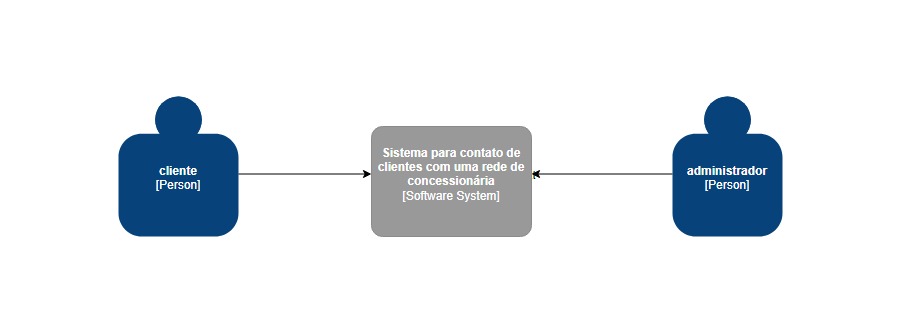 cliente
[Person]
Sistema para contato de
clientes com uma rede de
concessionária
[Software System]
administrador
[Person]